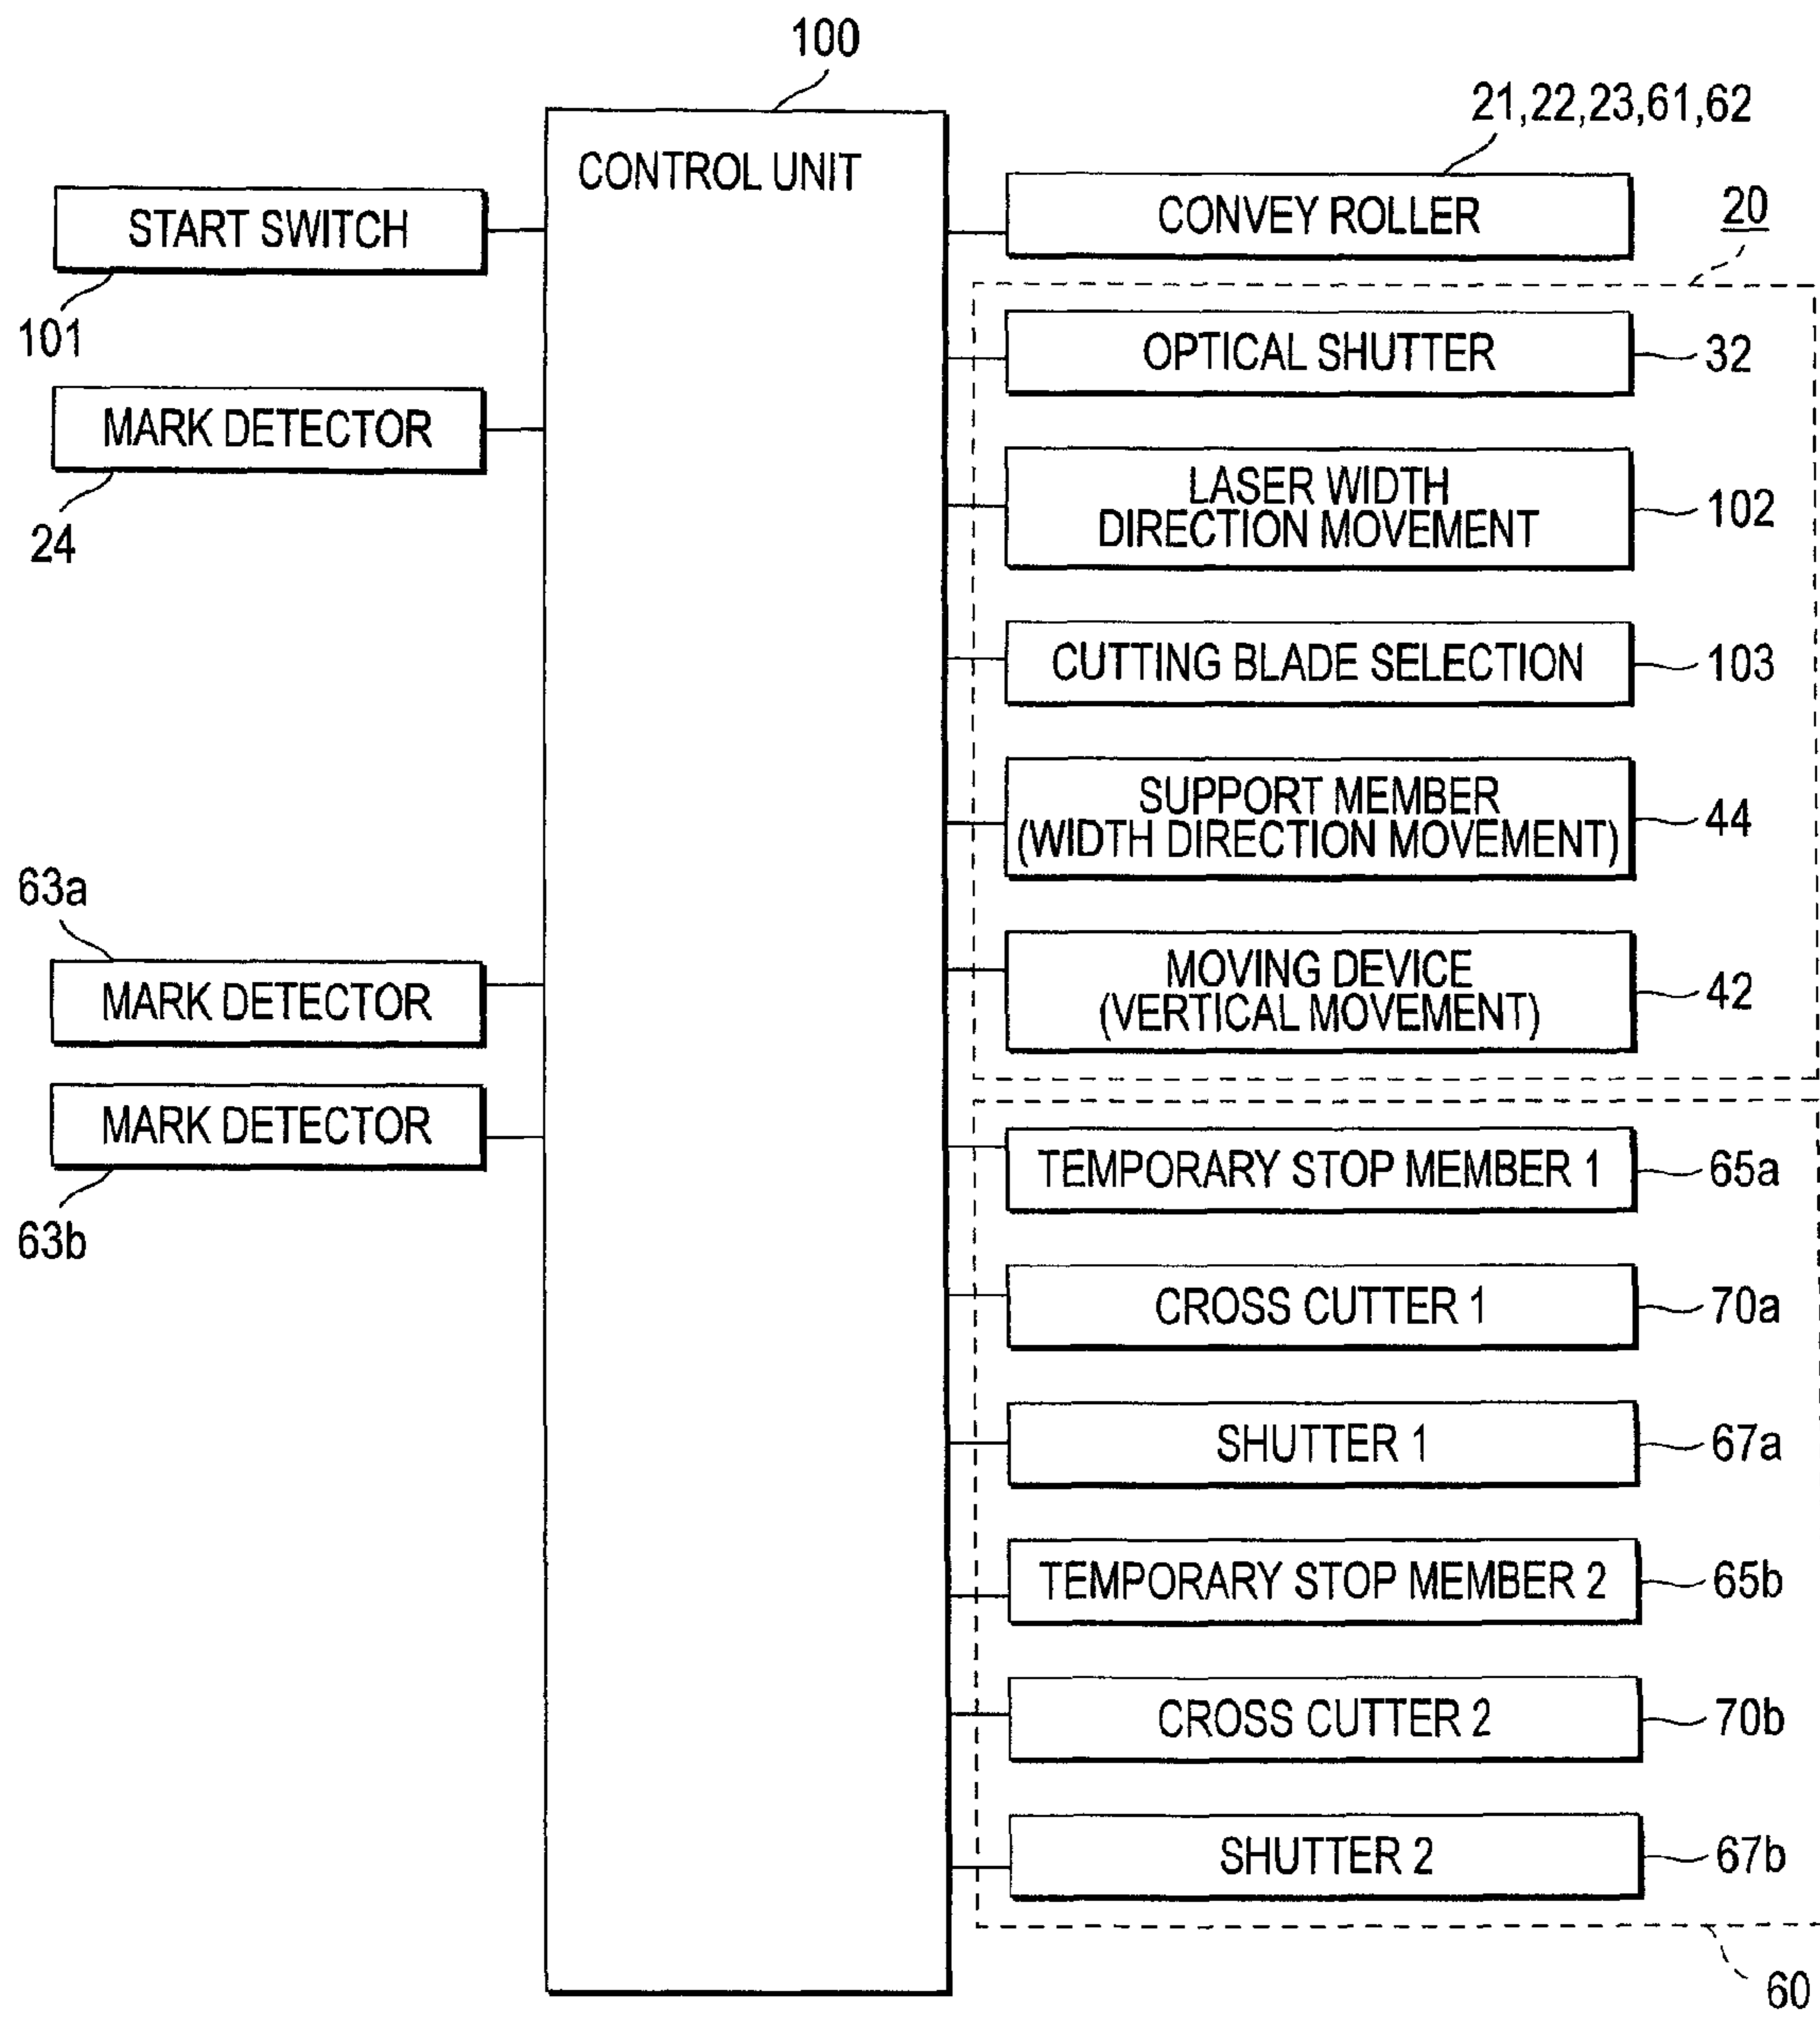 100
CONTROL UNIT
START SWITCH
101
MARK DETECTOR
24
63a
MARK DETECTOR
MARK DETECTOR
63b
21,22,23,61,62
CONVEY ROLLER
20
OPTICAL SHUTTER
32
LASER WIDTH
DIRECTION MOVEMENT
102
CUTTING BLADE SELECTION
103
SUPPORT MEMBER
(WIDTH DIRECTION MOVEMENT)
44
MOVING DEVICE
(VERTICAL MOVEMENT)
42
TEMPORARY STOP MEMBER 1
65a
CROSS CUTTER 1
70a
SHUTTER 1
67a
TEMPORARY STOP MEMBER 2
65b
CROSS CUTTER 2
70b
SHUTTER 2
67b
60